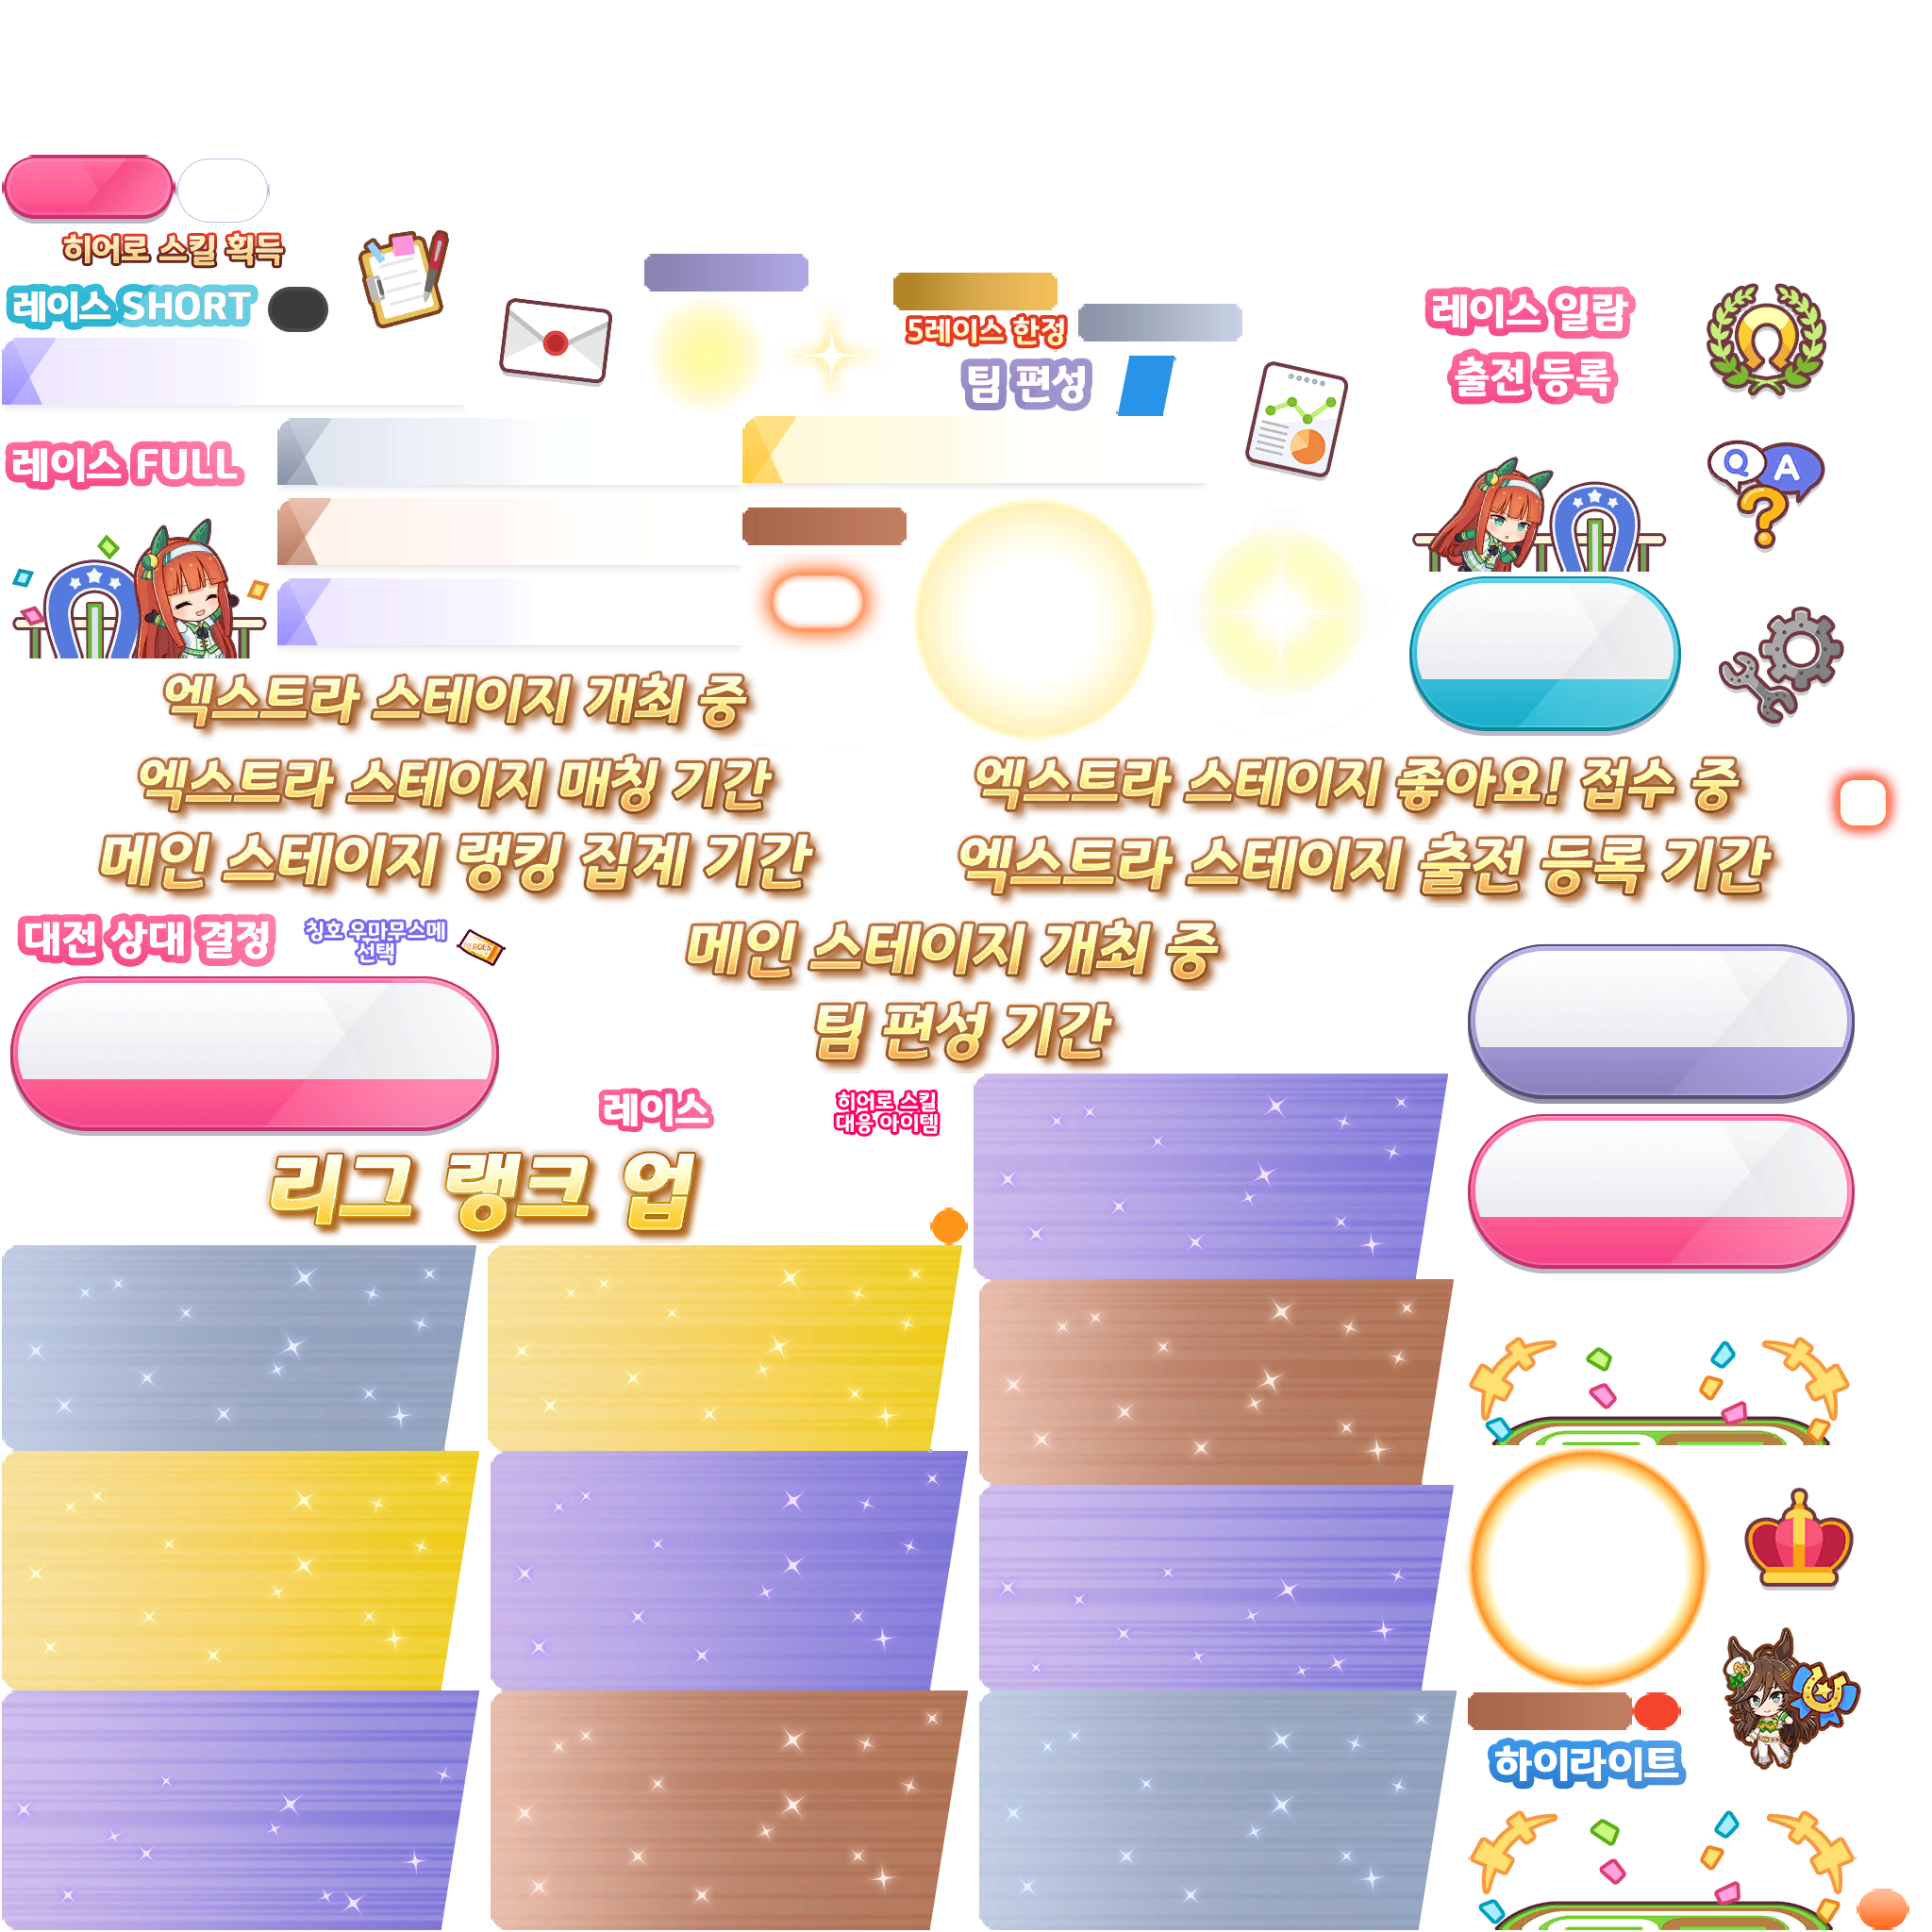 히어로 스킬 획득
레이스 SHORT
5레이스 한정
팀 편성
레이스 일람
출전 등록
레이스 FULL
Q A
?
엑스트라 스테이지 개최 중
엑스트라 스테이지 매칭 기간
엑스트라 스테이지 좋아요! 접수 중
메인 스테이지 랭킹 집계 기간
엑스트라 스테이지 출전 등록 기간
대전 상대 결정
칭호 우마무스메
선택
HEROES
메인 스테이지 개최 중
팀 편성 기간
레이스
히어로 스킬
대응 아이템
리그 랭크 업
하이라이트